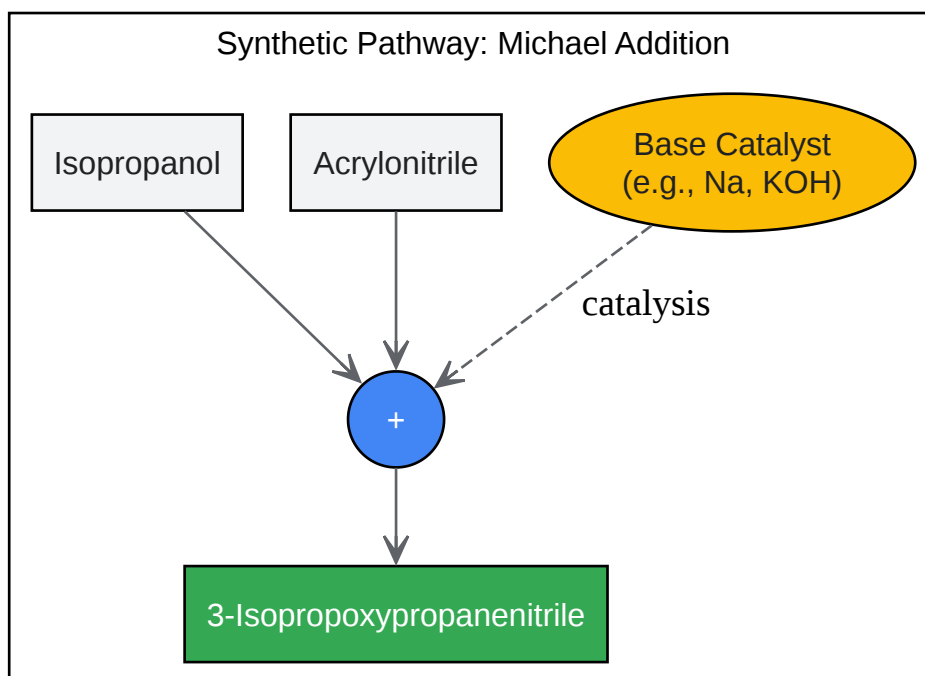 Synthetic Pathway: Michael Addition
Isopropanol
Acrylonitrile
Base Catalyst
(e.g., Na, KOH)
catalysis
+
3-Isopropoxypropanenitrile